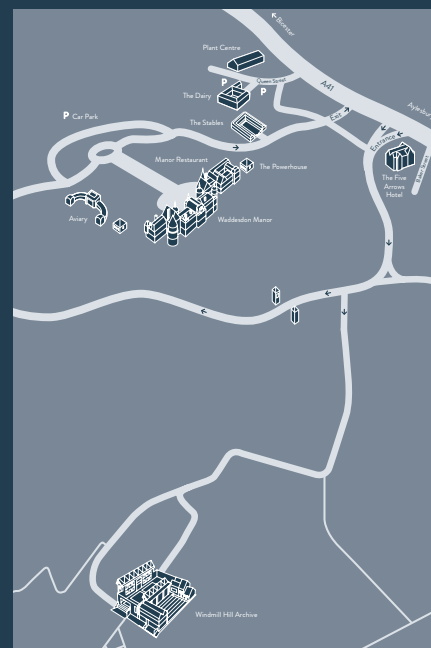 Bicester
Plant Centre
A41
Queen Street
P
P
The Dairy
Aylesbury
The Stables
Exit
P Car Park
Entrance
Manor Restaurant
The Powerhouse
The Five
Arrows
Hotel
Aviary
Waddesdon Manor
Windmill Hill Archive